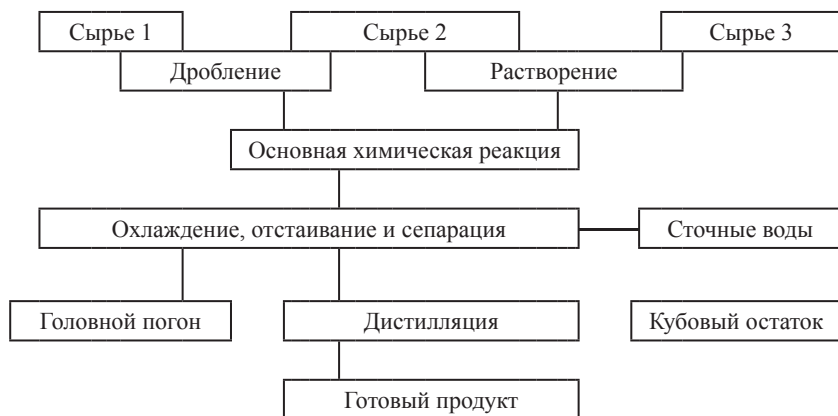 Сырье 1
Сырье 2
Сырье 3
Дробление
Растворение
Основная химическая реакция
Охлаждение, отстаивание и сепарация
Сточные воды
Головной погон
Дистилляция
Кубовый остаток
Готовый продукт